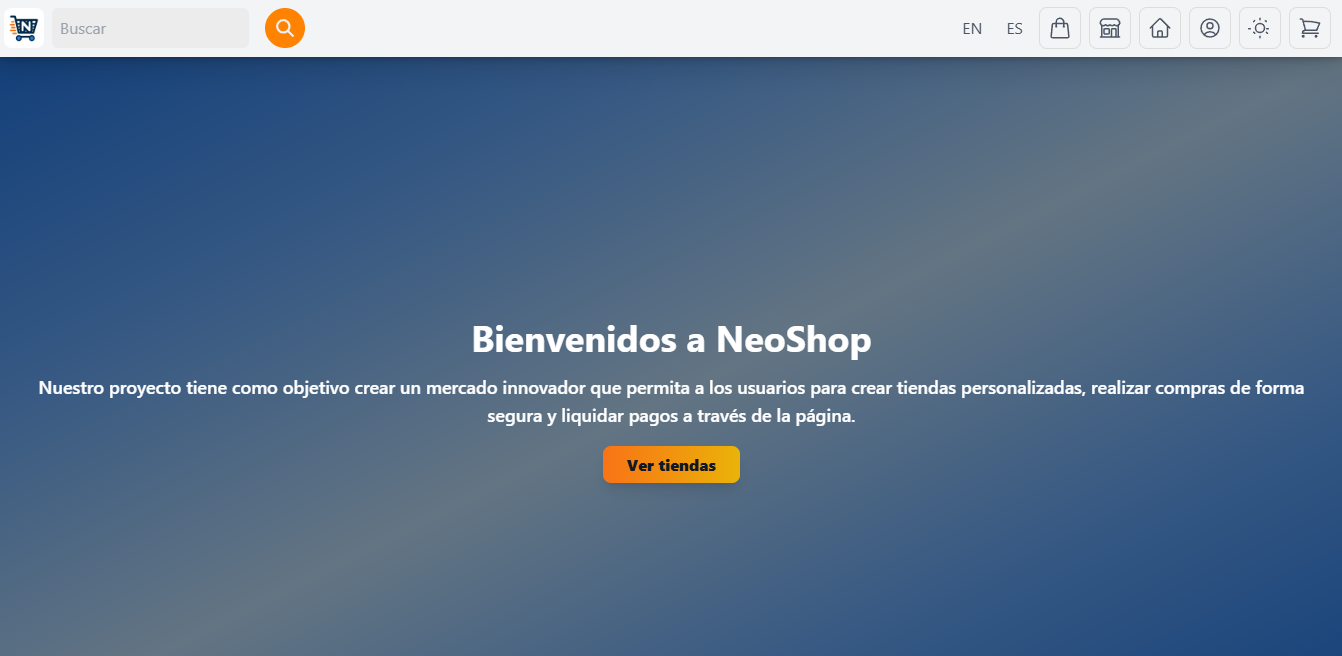 N
Buscar
EN
ES
Bienvenidos a NeoShop
Nuestro proyecto tiene como objetivo crear un mercado innovador que permita a los usuarios para crear tiendas personalizadas, realizar compras de forma
segura y liquidar pagos a través de la página.
Ver tiendas